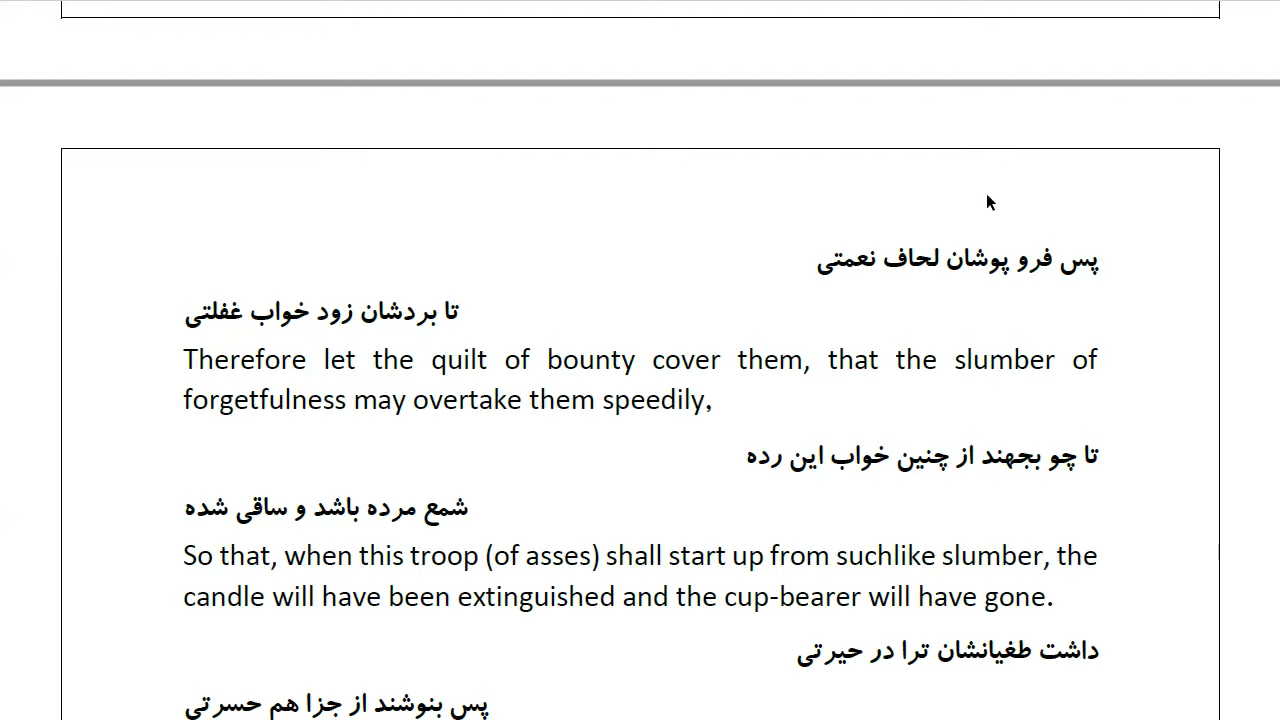 پس فرو پوشان لحاف نعمتی
تا بردشان زود خواب غفلتی
Therefore let the quilt of bounty cover them, that the slumber of
forgetfulness may overtake them speedily,
تا چو بجهند از چنین خواب این رده
شمع مرده باشد و ساقی شده
So that, when this troop (of asses) shall start up from suchlike slumber, the
candle will have been extinguished and the cup-bearer will have gone.
داشت طغیانشان ترا در حیرتی
پس بنوشند از جزا هم حسرتی